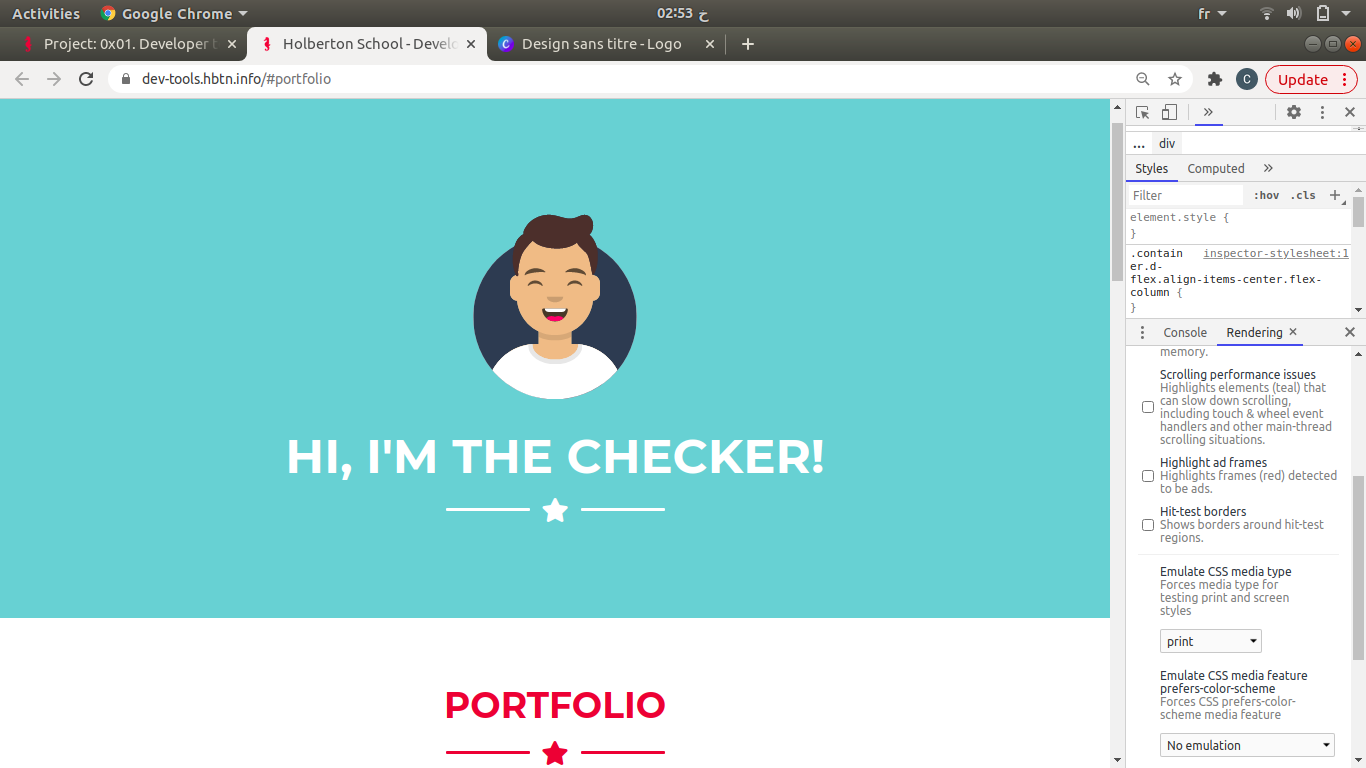 Activities
Google Chrome
02:53 خ
fr
Project: 0x01. Developer t
Holberton School - Develo
Design sans titre - Logo
dev-tools.hbtn.info/#portfolio
C
Update
...
div
Styles
Computed
Filter
:hov
.cls
element.style {
}
.contain
inspector-stylesheet:1
er.d-
flex.align-items-center.flex-
column {
}
Console
Rendering
memory.
Scrolling performance issues
Highlights elements (teal) that
can slow down scrolling,
including touch & wheel event
handlers and other main-thread
scrolling situations.
Highlight ad frames
Highlights frames (red) detected
to be ads.
Hit-test borders
Shows borders around hit-test
regions.
Emulate CSS media type
Forces media type for
testing print and screen
styles
print
Emulate CSS media feature
prefers-color-scheme
Forces CSS prefers-color-
scheme media feature
No emulation
HI, I'M THE CHECKER!
PORTFOLIO